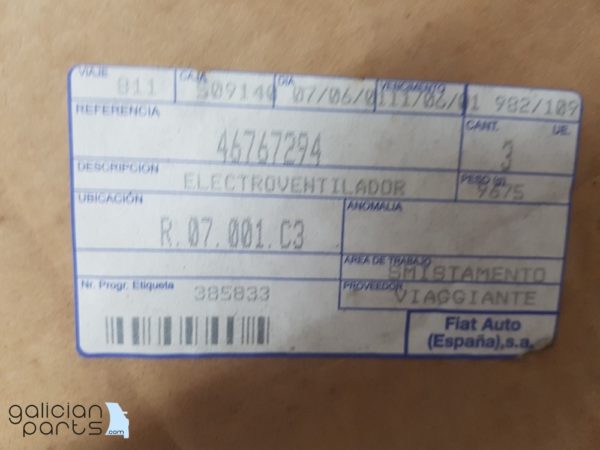 VIAJE CAJA DIA VENCIMIENTO
811 509140 07/06/01 11/06/01 982/109
REFERENCIA CANT. UE.
46767294 3
DESCRIPCION PESO (g)
ELECTROVENTILADOR 9675
UBICACIÓN ANOMALIA
R.07.001.C3
AREA DE TRABAJO
SMISTAMENTO
Nr. Progr. Etiqueta PROVEEDOR
385833 VIAGGIANTE
Fiat Auto
(España), s.a.
galician
parts.com